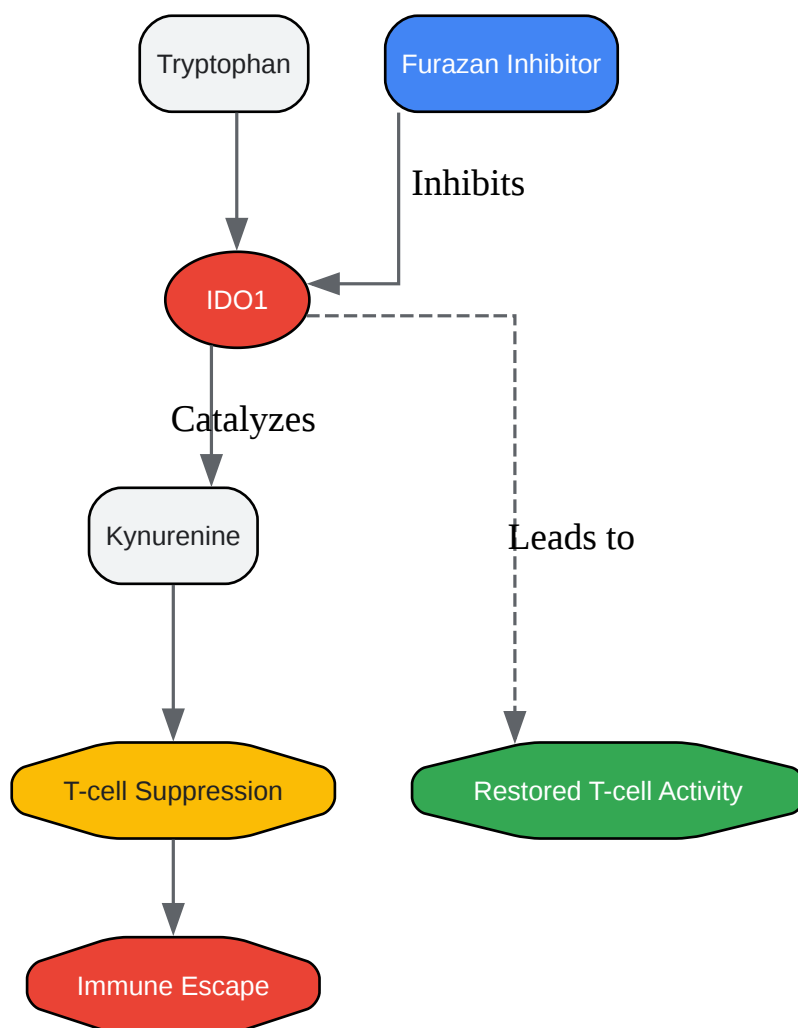 Tryptophan
Furazan Inhibitor
Inhibits
IDO1
Catalyzes
Kynurenine
Leads to
T-cell Suppression
Restored T-cell Activity
Immune Escape